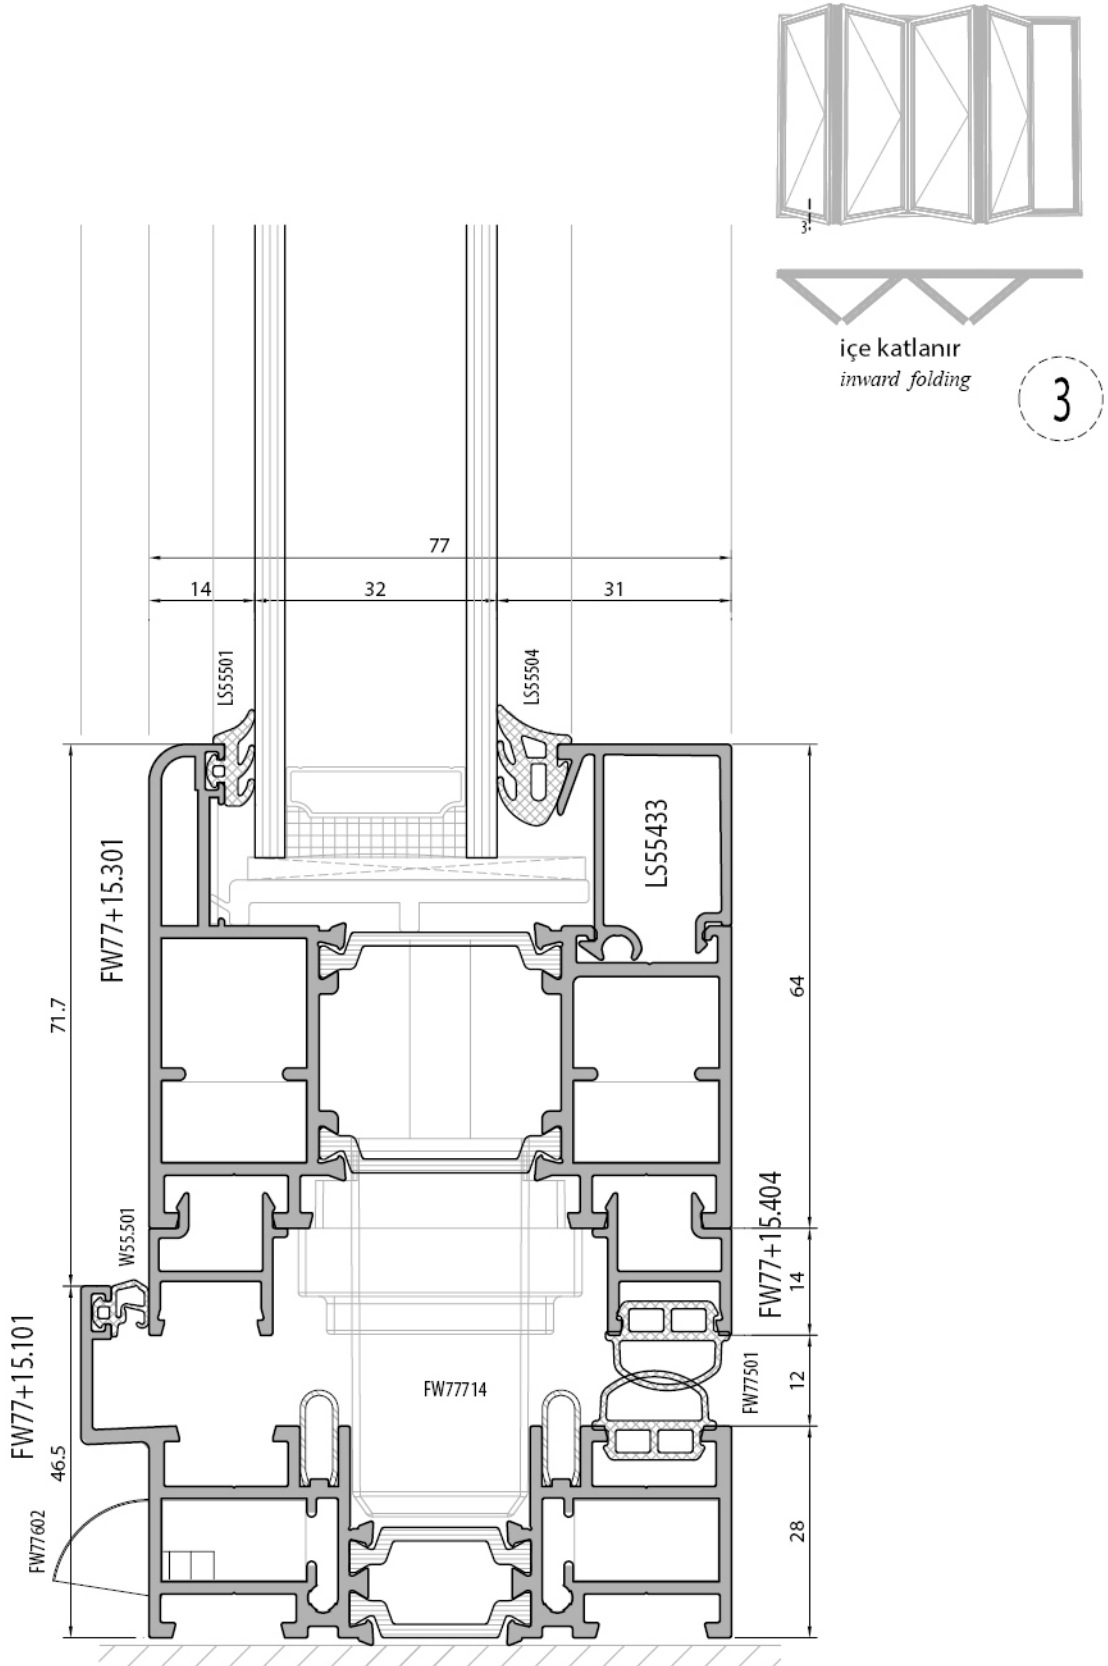 3
içe katlanır
inward folding
3
77
14
32
31
LS55501
LS55504
FW77+15.301
LS55433
71.7
64
W55.501
FW77+15.404
14
FW77+15.101
FW77714
FW77501
12
46.5
FW77602
28